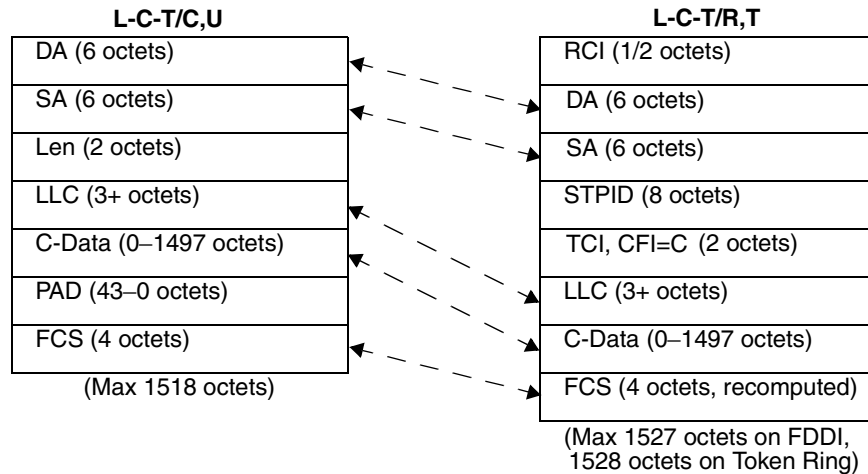 L-C-T/C,U
DA (6 octets)
SA (6 octets)
Len (2 octets)
LLC (3+ octets)
C-Data (0–1497 octets)
PAD (43–0 octets)
FCS (4 octets)
(Max 1518 octets)
L-C-T/R,T
RCI (1/2 octets)
DA (6 octets)
SA (6 octets)
STPID (8 octets)
TCI, CFI=C (2 octets)
LLC (3+ octets)
C-Data (0–1497 octets)
FCS (4 octets, recomputed)
(Max 1527 octets on FDDI,
1528 octets on Token Ring)